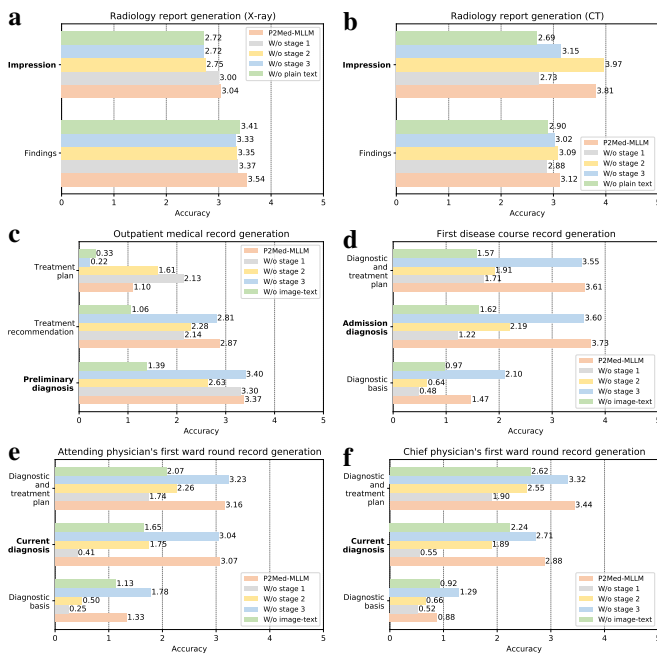 a
Radiology report generation (X-ray)
Impression
2.72
2.72
2.75
3.00
3.04
Findings
3.41
3.33
3.35
3.37
3.54
P2Med-MLLM
W/o stage 1
W/o stage 2
W/o stage 3
W/o plain text
0 1 2 3 4 5
Accuracy
b
Radiology report generation (CT)
Impression
2.69
3.15
3.97
2.73
3.81
Findings
2.90
3.02
3.09
2.88
3.12
P2Med-MLLM
W/o stage 1
W/o stage 2
W/o stage 3
W/o plain text
0 1 2 3 4 5
Accuracy
c
Outpatient medical record generation
Treatment
plan
0.33
0.22
1.61
2.13
1.10
Treatment
recommendation
1.06
2.81
2.28
2.14
2.87
Preliminary
diagnosis
1.39
3.40
2.63
3.30
3.37
P2Med-MLLM
W/o stage 1
W/o stage 2
W/o stage 3
W/o image-text
0 1 2 3 4 5
Accuracy
d
First disease course record generation
Diagnostic
and
treatment
plan
1.57
3.55
1.91
1.71
3.61
Admission
diagnosis
1.62
3.60
2.19
1.22
3.73
Diagnostic
basis
0.97
2.10
0.64
0.48
1.47
P2Med-MLLM
W/o stage 1
W/o stage 2
W/o stage 3
W/o image-text
0 1 2 3 4 5
Accuracy
e
Attending physician's first ward round record generation
Diagnostic
and
treatment
plan
2.07
3.23
2.26
1.74
3.16
Current
diagnosis
1.65
3.04
1.75
0.41
3.07
Diagnostic
basis
1.13
1.78
0.50
0.25
1.33
P2Med-MLLM
W/o stage 1
W/o stage 2
W/o stage 3
W/o image-text
0 1 2 3 4 5
Accuracy
f
Chief physician's first ward round record generation
Diagnostic
and
treatment
plan
2.62
3.32
2.55
1.90
3.44
Current
diagnosis
2.24
2.71
1.89
0.55
2.88
Diagnostic
basis
0.92
1.29
0.66
0.52
0.88
P2Med-MLLM
W/o stage 1
W/o stage 2
W/o stage 3
W/o image-text
0 1 2 3 4 5
Accuracy